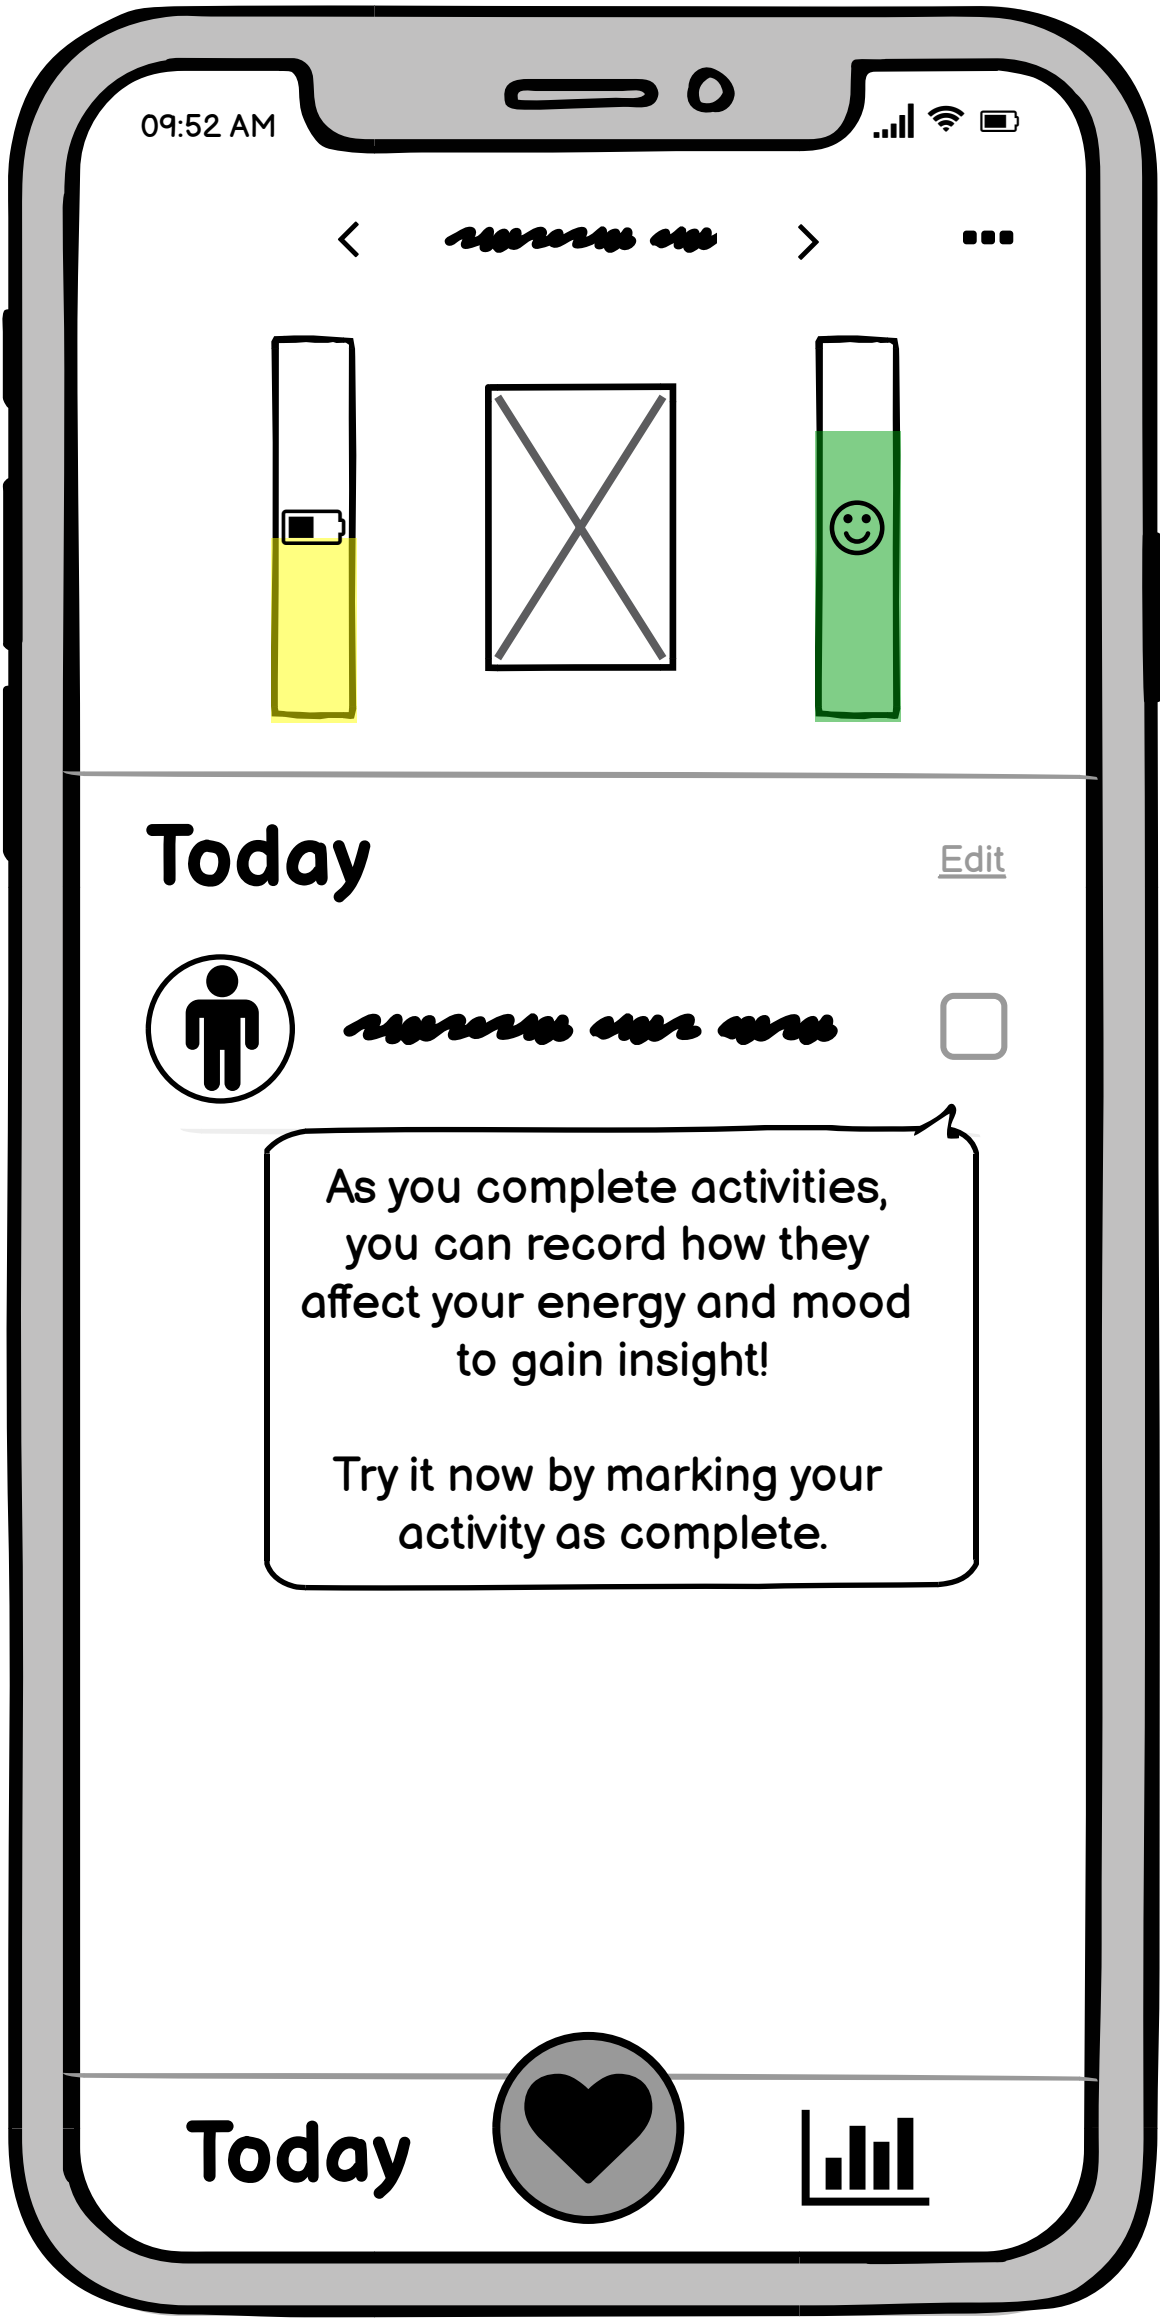 09:52 AM
Today
Edit
As you complete activities,
you can record how they
affect your energy and mood
to gain insight!
Try it now by marking your
activity as complete.
Today